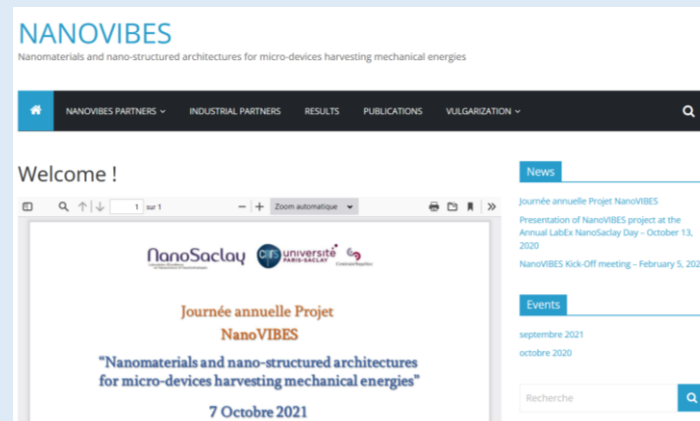 NANOVIBES
Nanomaterials and nano-structured architectures for micro-devices harvesting mechanical energies
NANOVIBES PARTNERS
INDUSTRIAL PARTNERS
RESULTS
PUBLICATIONS
VULGARIZATION
Welcome !
1 sur 1
Zoom automatique
NanoSaclay
cnrs
université
PARIS-SACLAY
Journée annuelle Projet
NanoVIBES
“Nanomaterials and nano-structured architectures
for micro-devices harvesting mechanical energies”
7 Octobre 2021
News
Journée annuelle Projet NanoVIBES
Presentation of NanoVIBES project at the
Annual LabEx NanoSaclay Day – October 13,
2020
NanoVIBES Kick-Off meeting – February 5, 202
Events
septembre 2021
octobre 2020
Recherche